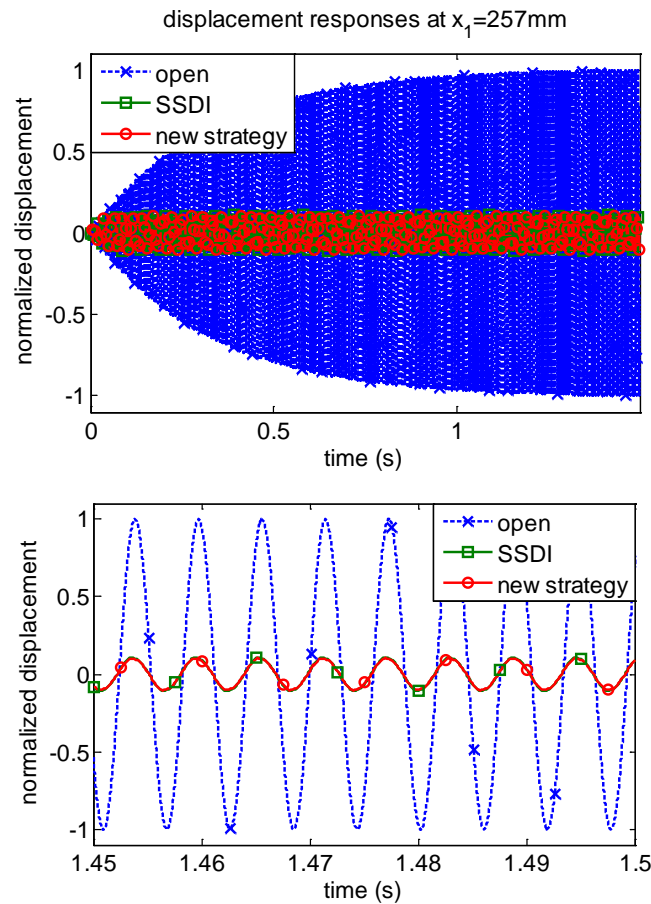 displacement responses at x₁=257mm
open
SSDI
new strategy
normalized displacement
1
0.5
0
-0.5
-1
0
0.5
1
time (s)
open
SSDI
new strategy
normalized displacement
1
0.5
0
-0.5
-1
1.45
1.46
1.47
1.48
1.49
1.5
time (s)